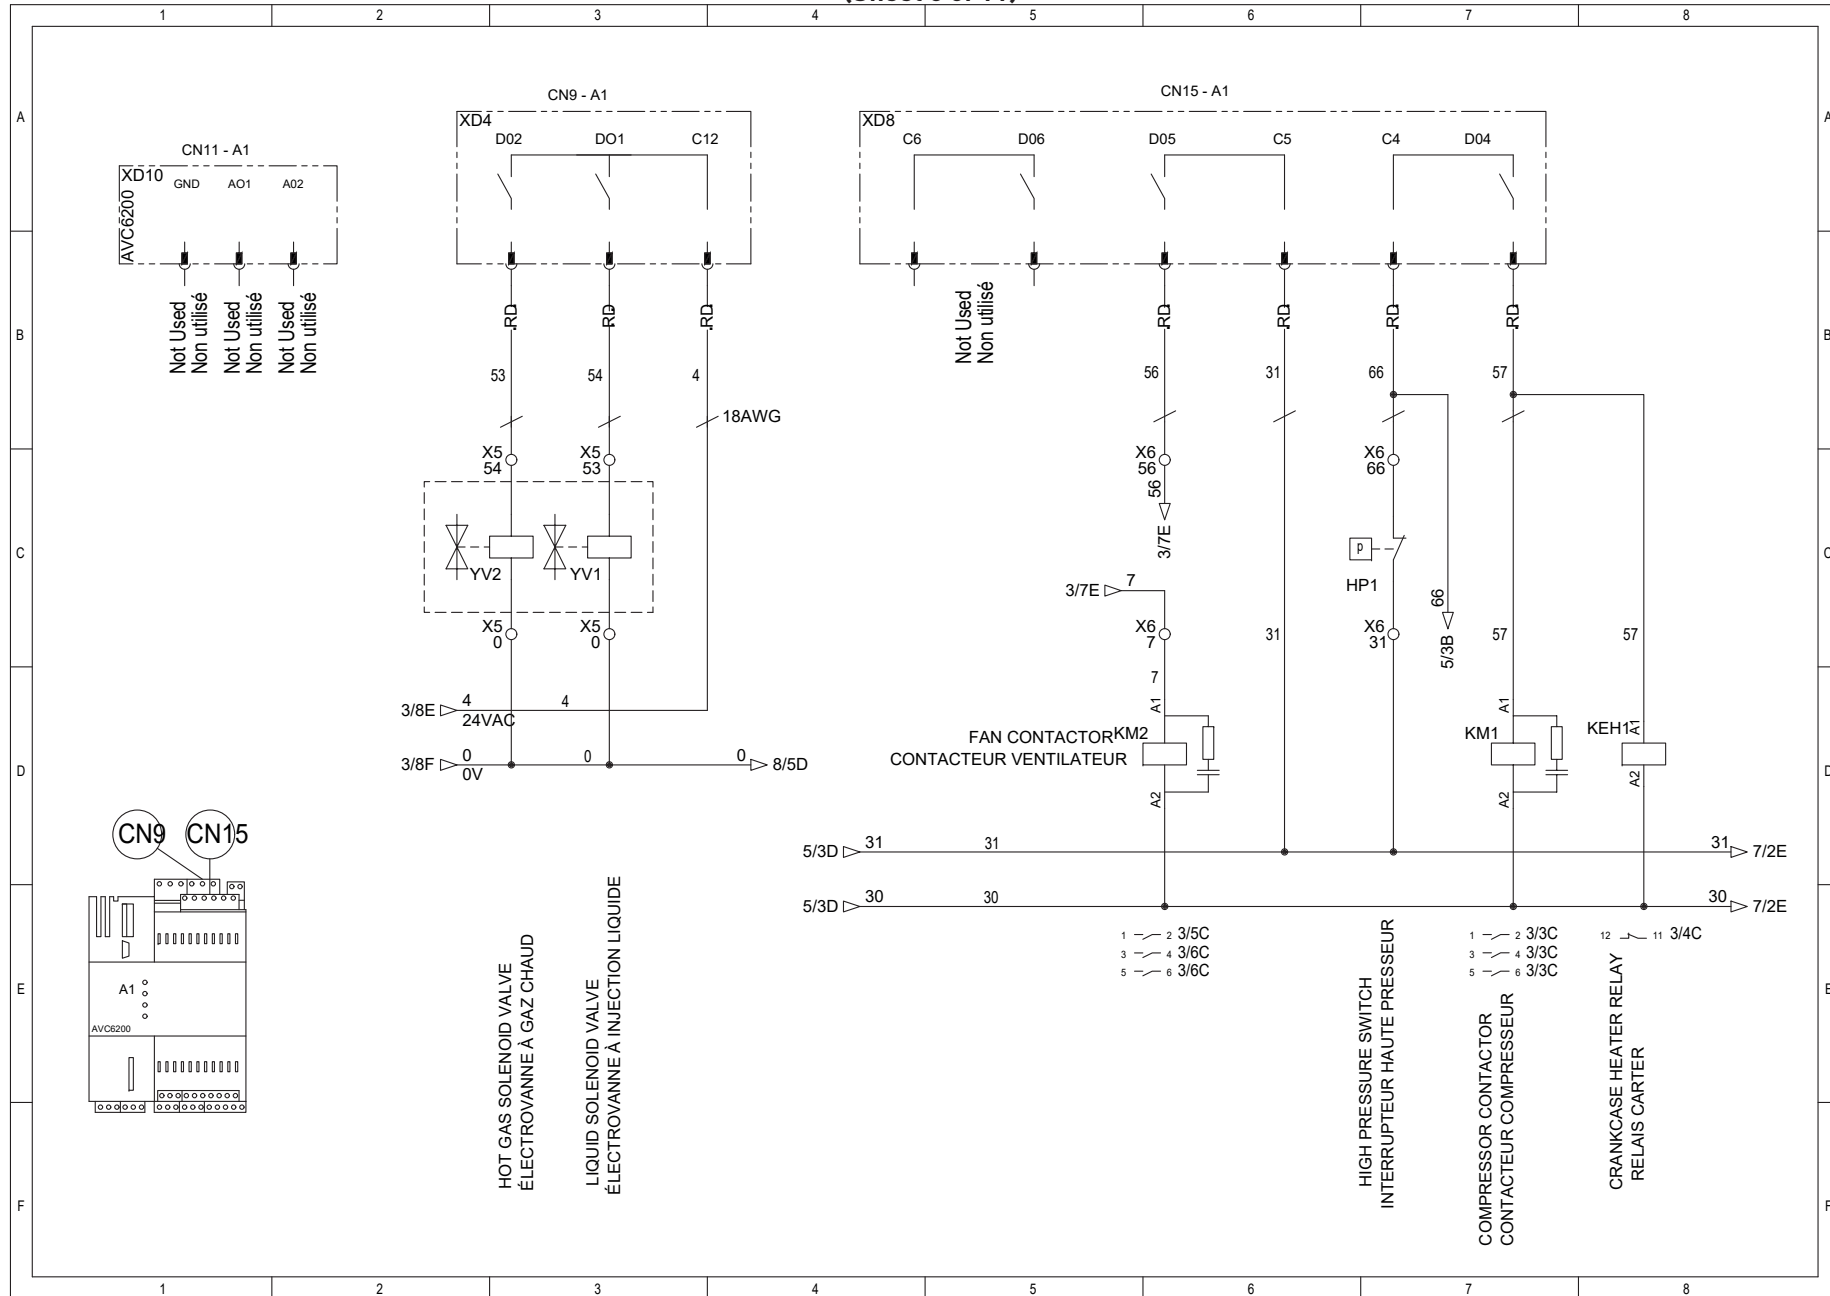 1 2 3 4 5 6 7 8
A A
B B
C C
D D
E E
F F
CN11 - A1
XD10
AVC6200
GND AO1 A02
Not Used
Non utilisé
Not Used
Non utilisé
Not Used
Non utilisé
CN9 - A1
XD4
D02 DO1 C12
RD RD RD
53 54 4
18AWG
X5
54
X5
53
YV2 YV1
X5
0
X5
0
3/8E 4 4
24VAC
3/8F 0 0 0 8/5D
0V
CN15 - A1
XD8
C6 D06 D05 C5 C4 D04
Not Used
Non utilisé
RD RD RD RD
56 31 66 57
X6
56
56
3/7E
X6
66
P
HP1
3/7E 7
X6
7
7
31
X6
31
66
5/3B
57 57
A1 A1 A1
FAN CONTACTOR KM2
CONTACTEUR VENTILATEUR
KM1
KEH1
A2 A2 A2
5/3D 31 31 31 7/2E
5/3D 30 30 30 7/2E
1 2 3/5C
3 4 3/6C
5 6 3/6C
1 2 3/3C
3 4 3/3C
5 6 3/3C
12 11 3/4C
CN9 CN15
A1
AVC6200
HOT GAS SOLENOID VALVE
ÉLECTROVANNE À GAZ CHAUD
LIQUID SOLENOID VALVE
ÉLECTROVANNE À INJECTION LIQUIDE
HIGH PRESSURE SWITCH
INTERRUPTEUR HAUTE PRESSEUR
COMPRESSOR CONTACTOR
CONTACTEUR COMPRESSEUR
CRANKCASE HEATER RELAY
RELAIS CARTER
1 2 3 4 5 6 7 8